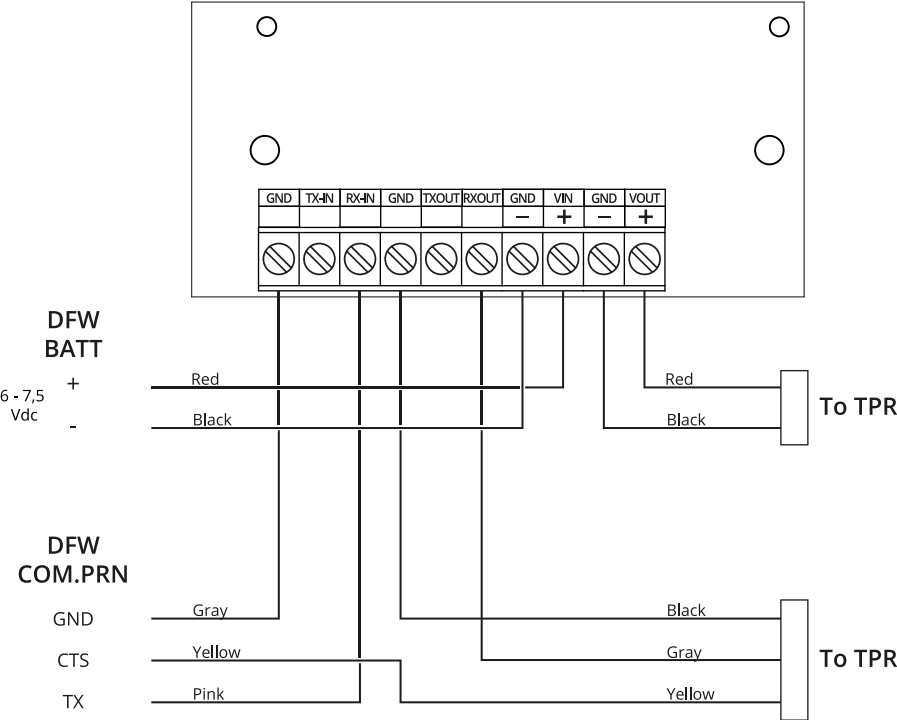 GND TX-IN RX-IN GND TXOUT RXOUT GND VIN GND VOUT
− + − +
DFW
BATT
+
6 - 7,5
Vdc
-
Red
Black
Red
Black
To TPR
DFW
COM.PRN
GND
CTS
TX
Gray
Yellow
Pink
Black
Gray
Yellow
To TPR